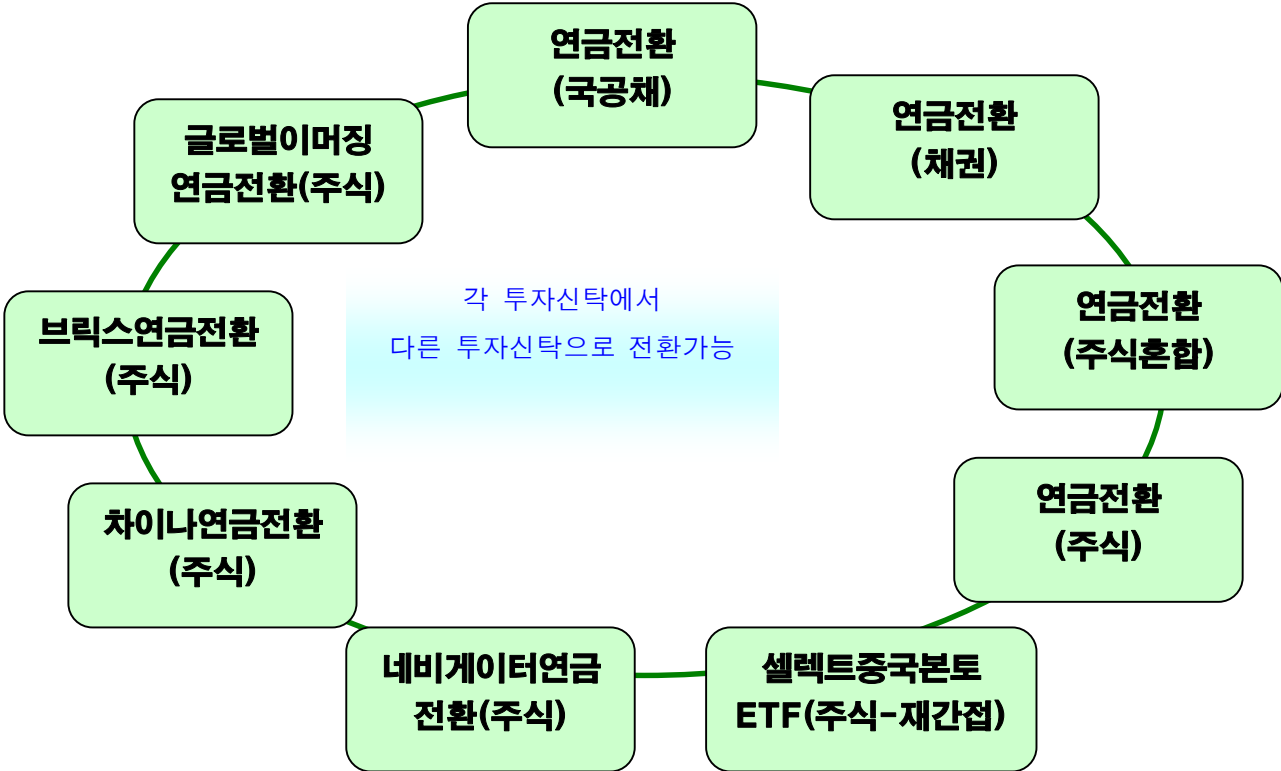 연금전환
(국공채)
연금전환
(채권)
연금전환
(주식혼합)
연금전환
(주식)
셀렉트중국본토
ETF(주식-재간접)
네비게이터연금
전환(주식)
차이나연금전환
(주식)
브릭스연금전환
(주식)
글로벌이머징
연금전환(주식)
각 투자신탁에서
다른 투자신탁으로 전환가능